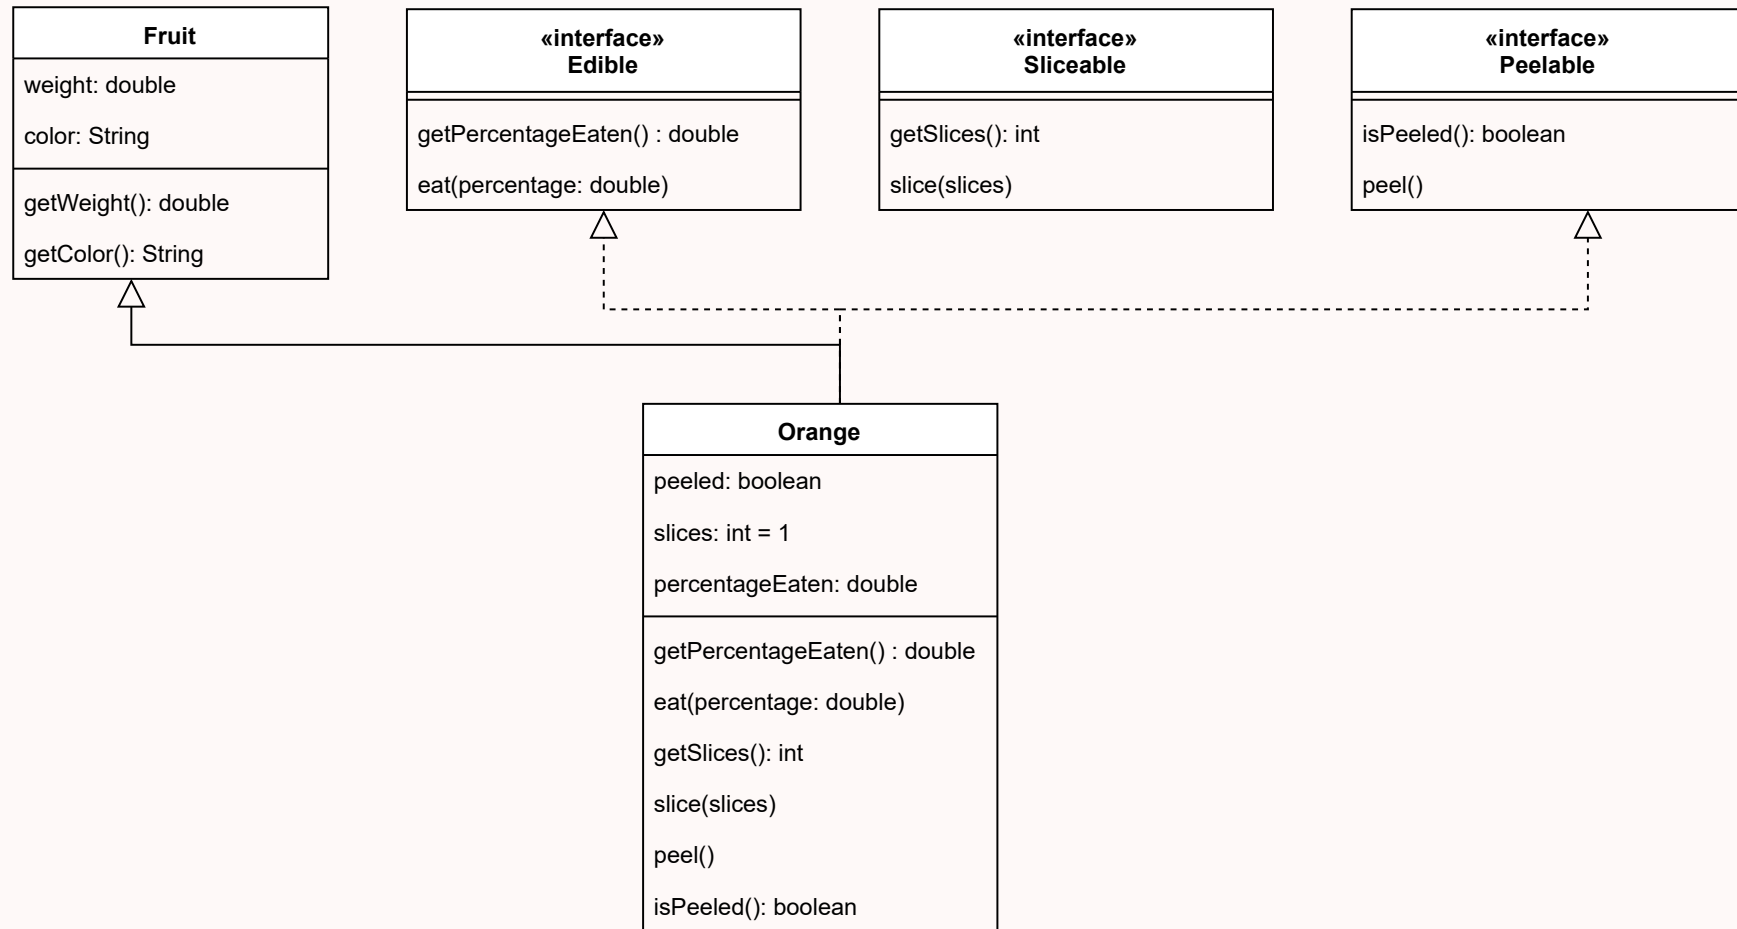 Fruit
weight: double
color: String
getWeight(): double
getColor(): String
«interface»
Edible
getPercentageEaten() : double
eat(percentage: double)
«interface»
Sliceable
getSlices(): int
slice(slices)
«interface»
Peelable
isPeeled(): boolean
peel()
Orange
peeled: boolean
slices: int = 1
percentageEaten: double
getPercentageEaten() : double
eat(percentage: double)
getSlices(): int
slice(slices)
peel()
isPeeled(): boolean